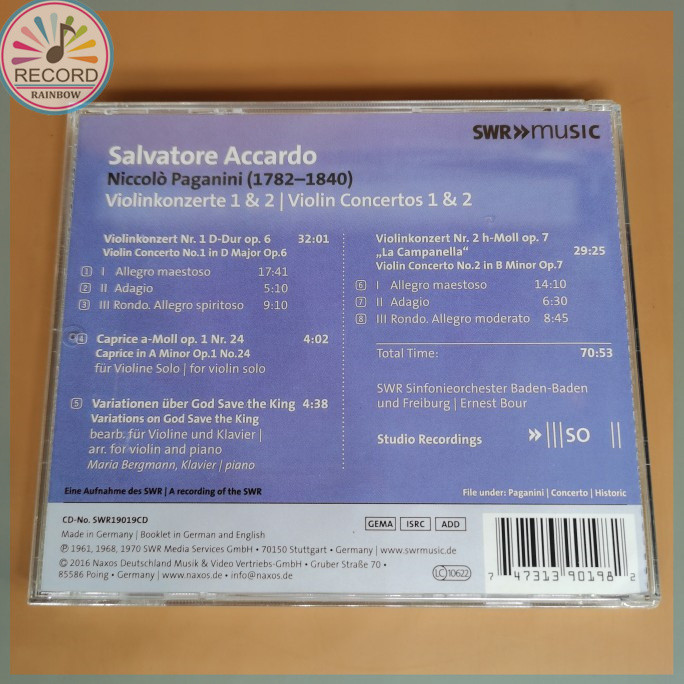 RECORD
RAINBOW
SWR»music
Salvatore Accardo
Niccolò Paganini (1782–1840)
Violinkonzerte 1 & 2 | Violin Concertos 1 & 2
Violinkonzert Nr. 1 D-Dur op. 6 32:01
Violin Concerto No.1 in D Major Op.6
1 I Allegro maestoso 17:41
2 II Adagio 5:10
3 III Rondo. Allegro spiritoso 9:10
4 Caprice a-Moll op. 1 Nr. 24 4:02
Caprice in A Minor Op.1 No.24
für Violine Solo | for violin solo
5 Variationen über God Save the King 4:38
Variations on God Save the King
bearb. für Violine und Klavier |
arr. for violin and piano
Maria Bergmann, Klavier | piano
Violinkonzert Nr. 2 h-Moll op. 7
„La Campanella“ 29:25
Violin Concerto No.2 in B Minor Op.7
6 I Allegro maestoso 14:10
7 II Adagio 6:30
8 III Rondo. Allegro moderato 8:45
Total Time: 70:53
SWR Sinfonieorchester Baden-Baden
und Freiburg | Ernest Bour
Studio Recordings » SO
Eine Aufnahme des SWR | A recording of the SWR
File under: Paganini | Concerto | Historic
CD-No. SWR19019CD
Made in Germany | Booklet in German and English
℗ 1961, 1968, 1970 SWR Media Services GmbH • 70150 Stuttgart • Germany | www.swrmusic.de
© 2016 Naxos Deutschland Musik & Video Vertriebs-GmbH • Gruber Straße 70 •
85586 Poing • Germany | www.naxos.de • info@naxos.de
GEMA ISRC ADD
LC 10622
7 47313 90198 2